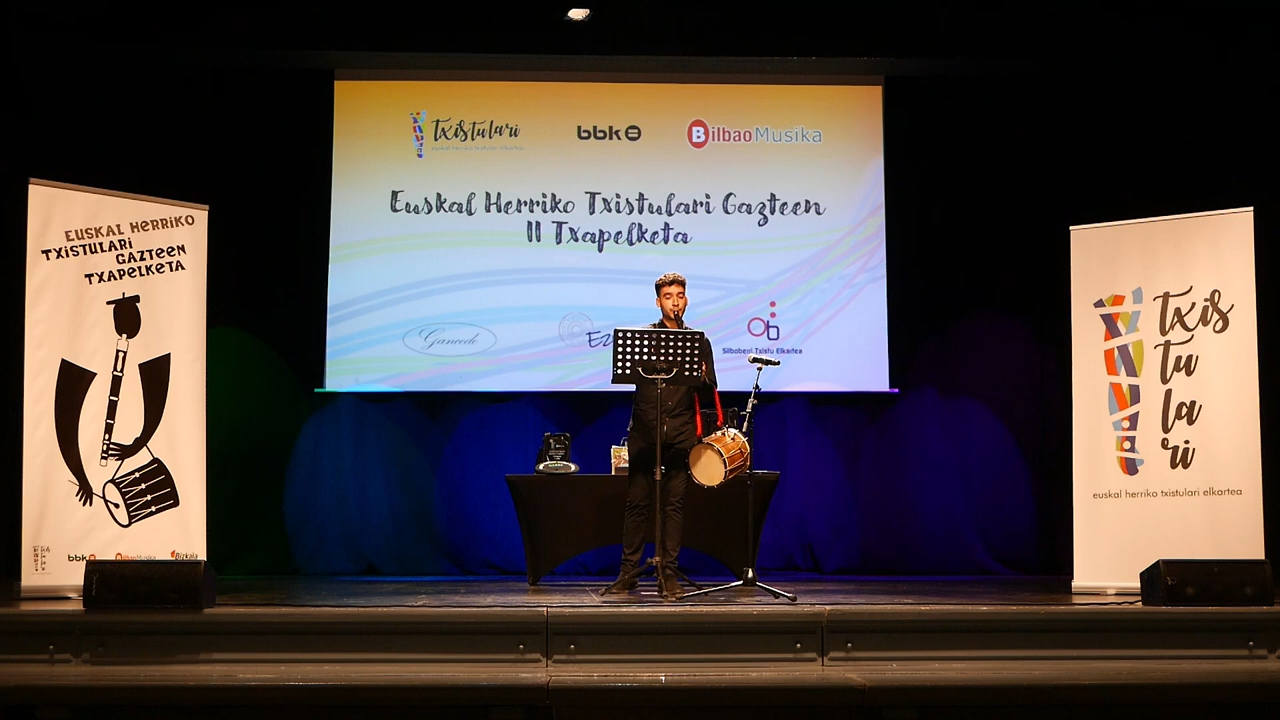 Txistulari
euskal herriko txistulari elkartea
bbk
BilbaoMusika
Euskal Herriko Txistulari Gazteen
II Txapelketa
Gancedo
Silboberri Txistu Elkartea
EUSKAL HERRIKO
TXISTULARI
GAZTEEN
TXAPELKETA
bbk
BilbaoMusika
Bizkaia
txis
tu
la
ri
euskal herriko txistulari elkartea